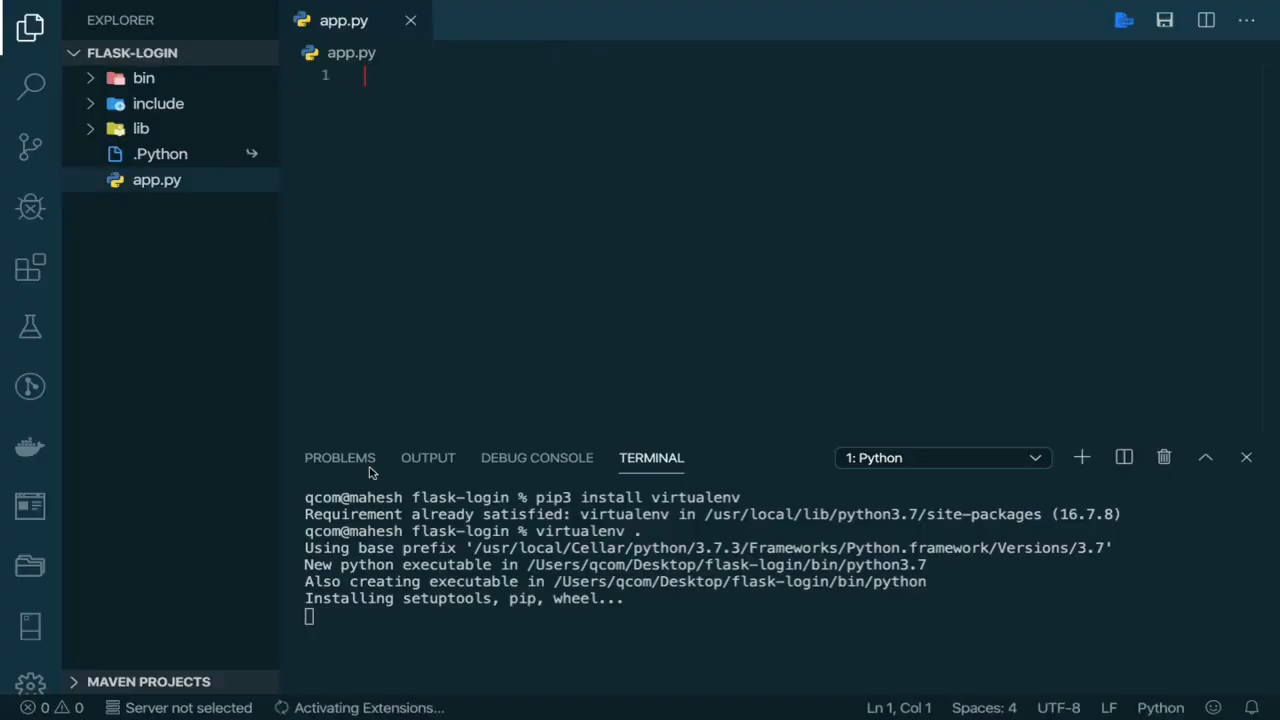 EXPLORER
app.py
FLASK-LOGIN
app.py
bin
1
include
lib
.Python
app.py
PROBLEMS
OUTPUT
DEBUG CONSOLE
TERMINAL
1: Python
qcom@mahesh flask-login % pip3 install virtualenv
Requirement already satisfied: virtualenv in /usr/local/lib/python3.7/site-packages (16.7.8)
qcom@mahesh flask-login % virtualenv .
Using base prefix '/usr/local/Cellar/python/3.7.3/Frameworks/Python.framework/Versions/3.7'
New python executable in /Users/qcom/Desktop/flask-login/bin/python3.7
Also creating executable in /Users/qcom/Desktop/flask-login/bin/python
Installing setuptools, pip, wheel...
MAVEN PROJECTS
0 0 Server not selected Activating Extensions... Ln 1, Col 1 Spaces: 4 UTF-8 LF Python